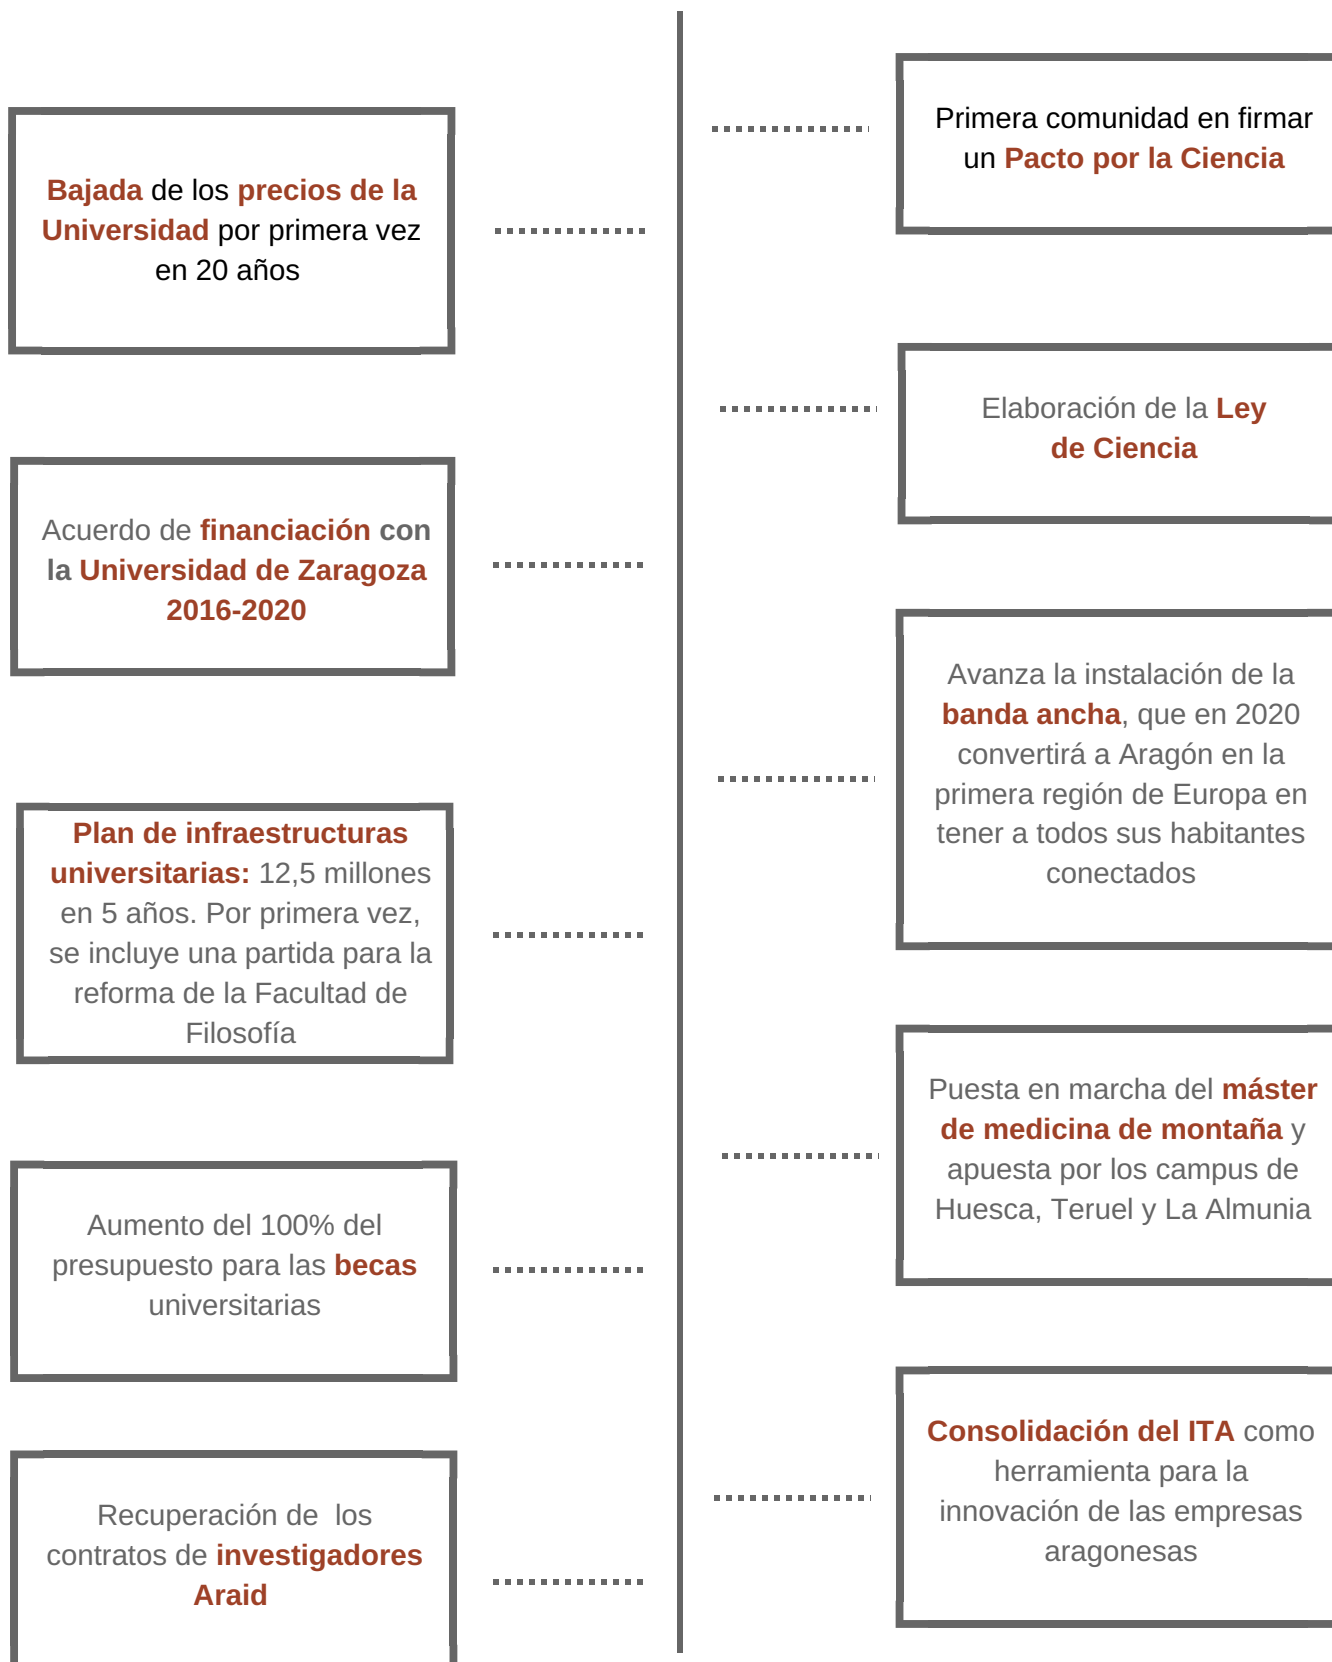 Bajada de los precios de la
Universidad por primera vez
en 20 años
Acuerdo de financiación con
la Universidad de Zaragoza
2016-2020
Plan de infraestructuras
universitarias: 12,5 millones
en 5 años. Por primera vez,
se incluye una partida para la
reforma de la Facultad de
Filosofía
Aumento del 100% del
presupuesto para las becas
universitarias
Recuperación de los
contratos de investigadores
Araid
Primera comunidad en firmar
un Pacto por la Ciencia
Elaboración de la Ley
de Ciencia
Avanza la instalación de la
banda ancha, que en 2020
convertirá a Aragón en la
primera región de Europa en
tener a todos sus habitantes
conectados
Puesta en marcha del máster
de medicina de montaña y
apuesta por los campus de
Huesca, Teruel y La Almunia
Consolidación del ITA como
herramienta para la
innovación de las empresas
aragonesas